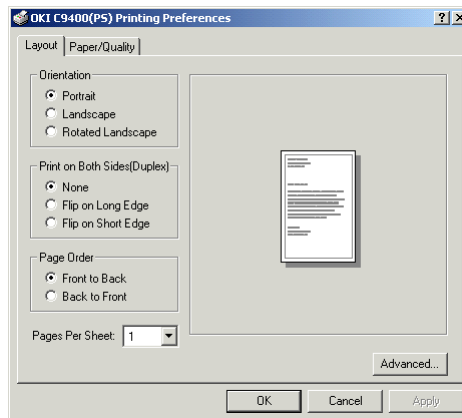 OKI C9400(PS) Printing Preferences
Layout
Paper/Quality
Orientation
Portrait
Landscape
Rotated Landscape
Print on Both Sides(Duplex)
None
Flip on Long Edge
Flip on Short Edge
Page Order
Front to Back
Back to Front
Pages Per Sheet: 1
Advanced...
OK
Cancel
Apply